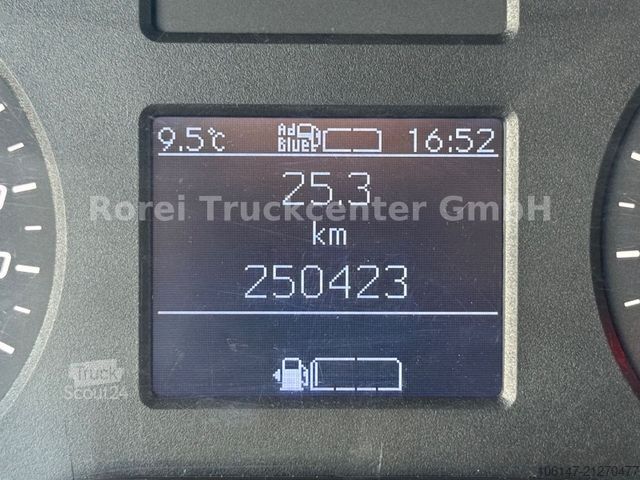 9.5°C Ad Blue 16:52
25.3
Rorei Truckcenter GmbH
km
250423
Truck
Scout24
106147-21270477